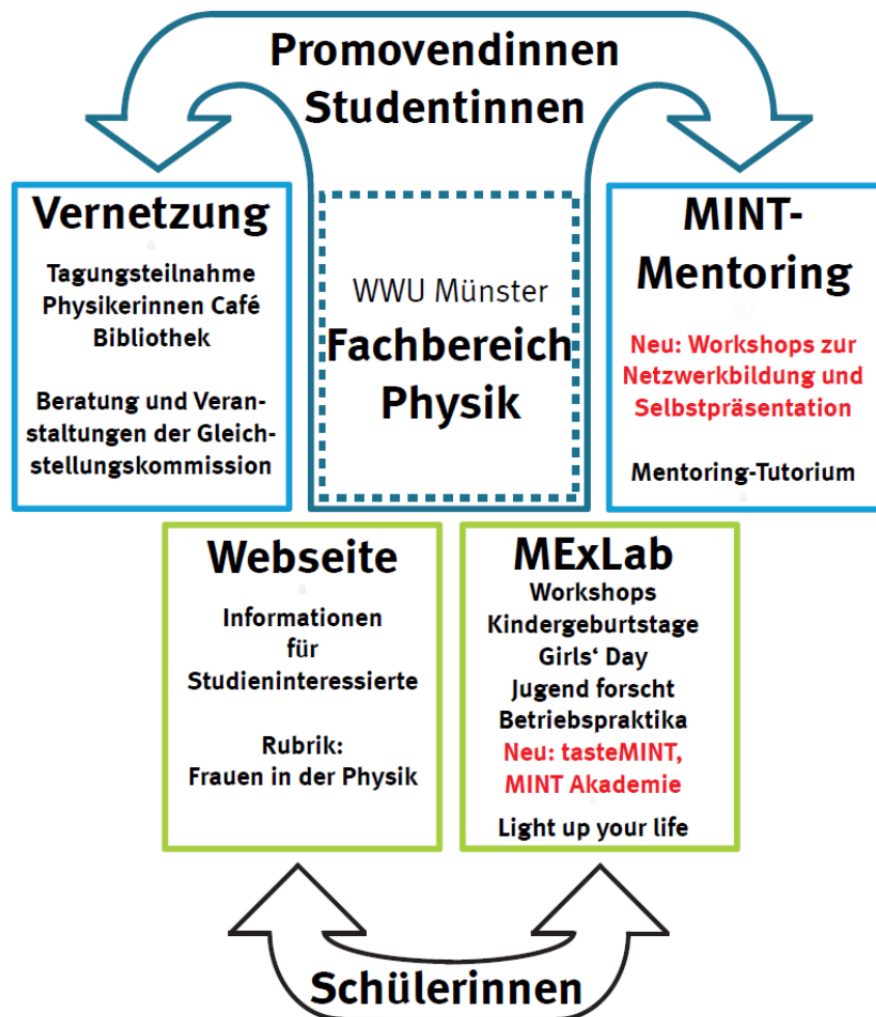 Promovendinnen
Studentinnen
Vernetzung
Tagungsteilnahme
Physikerinnen Café
Bibliothek
Beratung und Veran-
staltungen der Gleich-
stellungskommission
WWU Münster
Fachbereich
Physik
MINT-
Mentoring
Neu: Workshops zur
Netzwerkbildung und
Selbstpräsentation
Mentoring-Tutorium
Webseite
Informationen
für
Studieninteressierte
Rubrik:
Frauen in der Physik
MExLab
Workshops
Kindergeburtstage
Girls‘ Day
Jugend forscht
Betriebspraktika
Neu: tasteMINT,
MINT Akademie
Light up your life
Schülerinnen